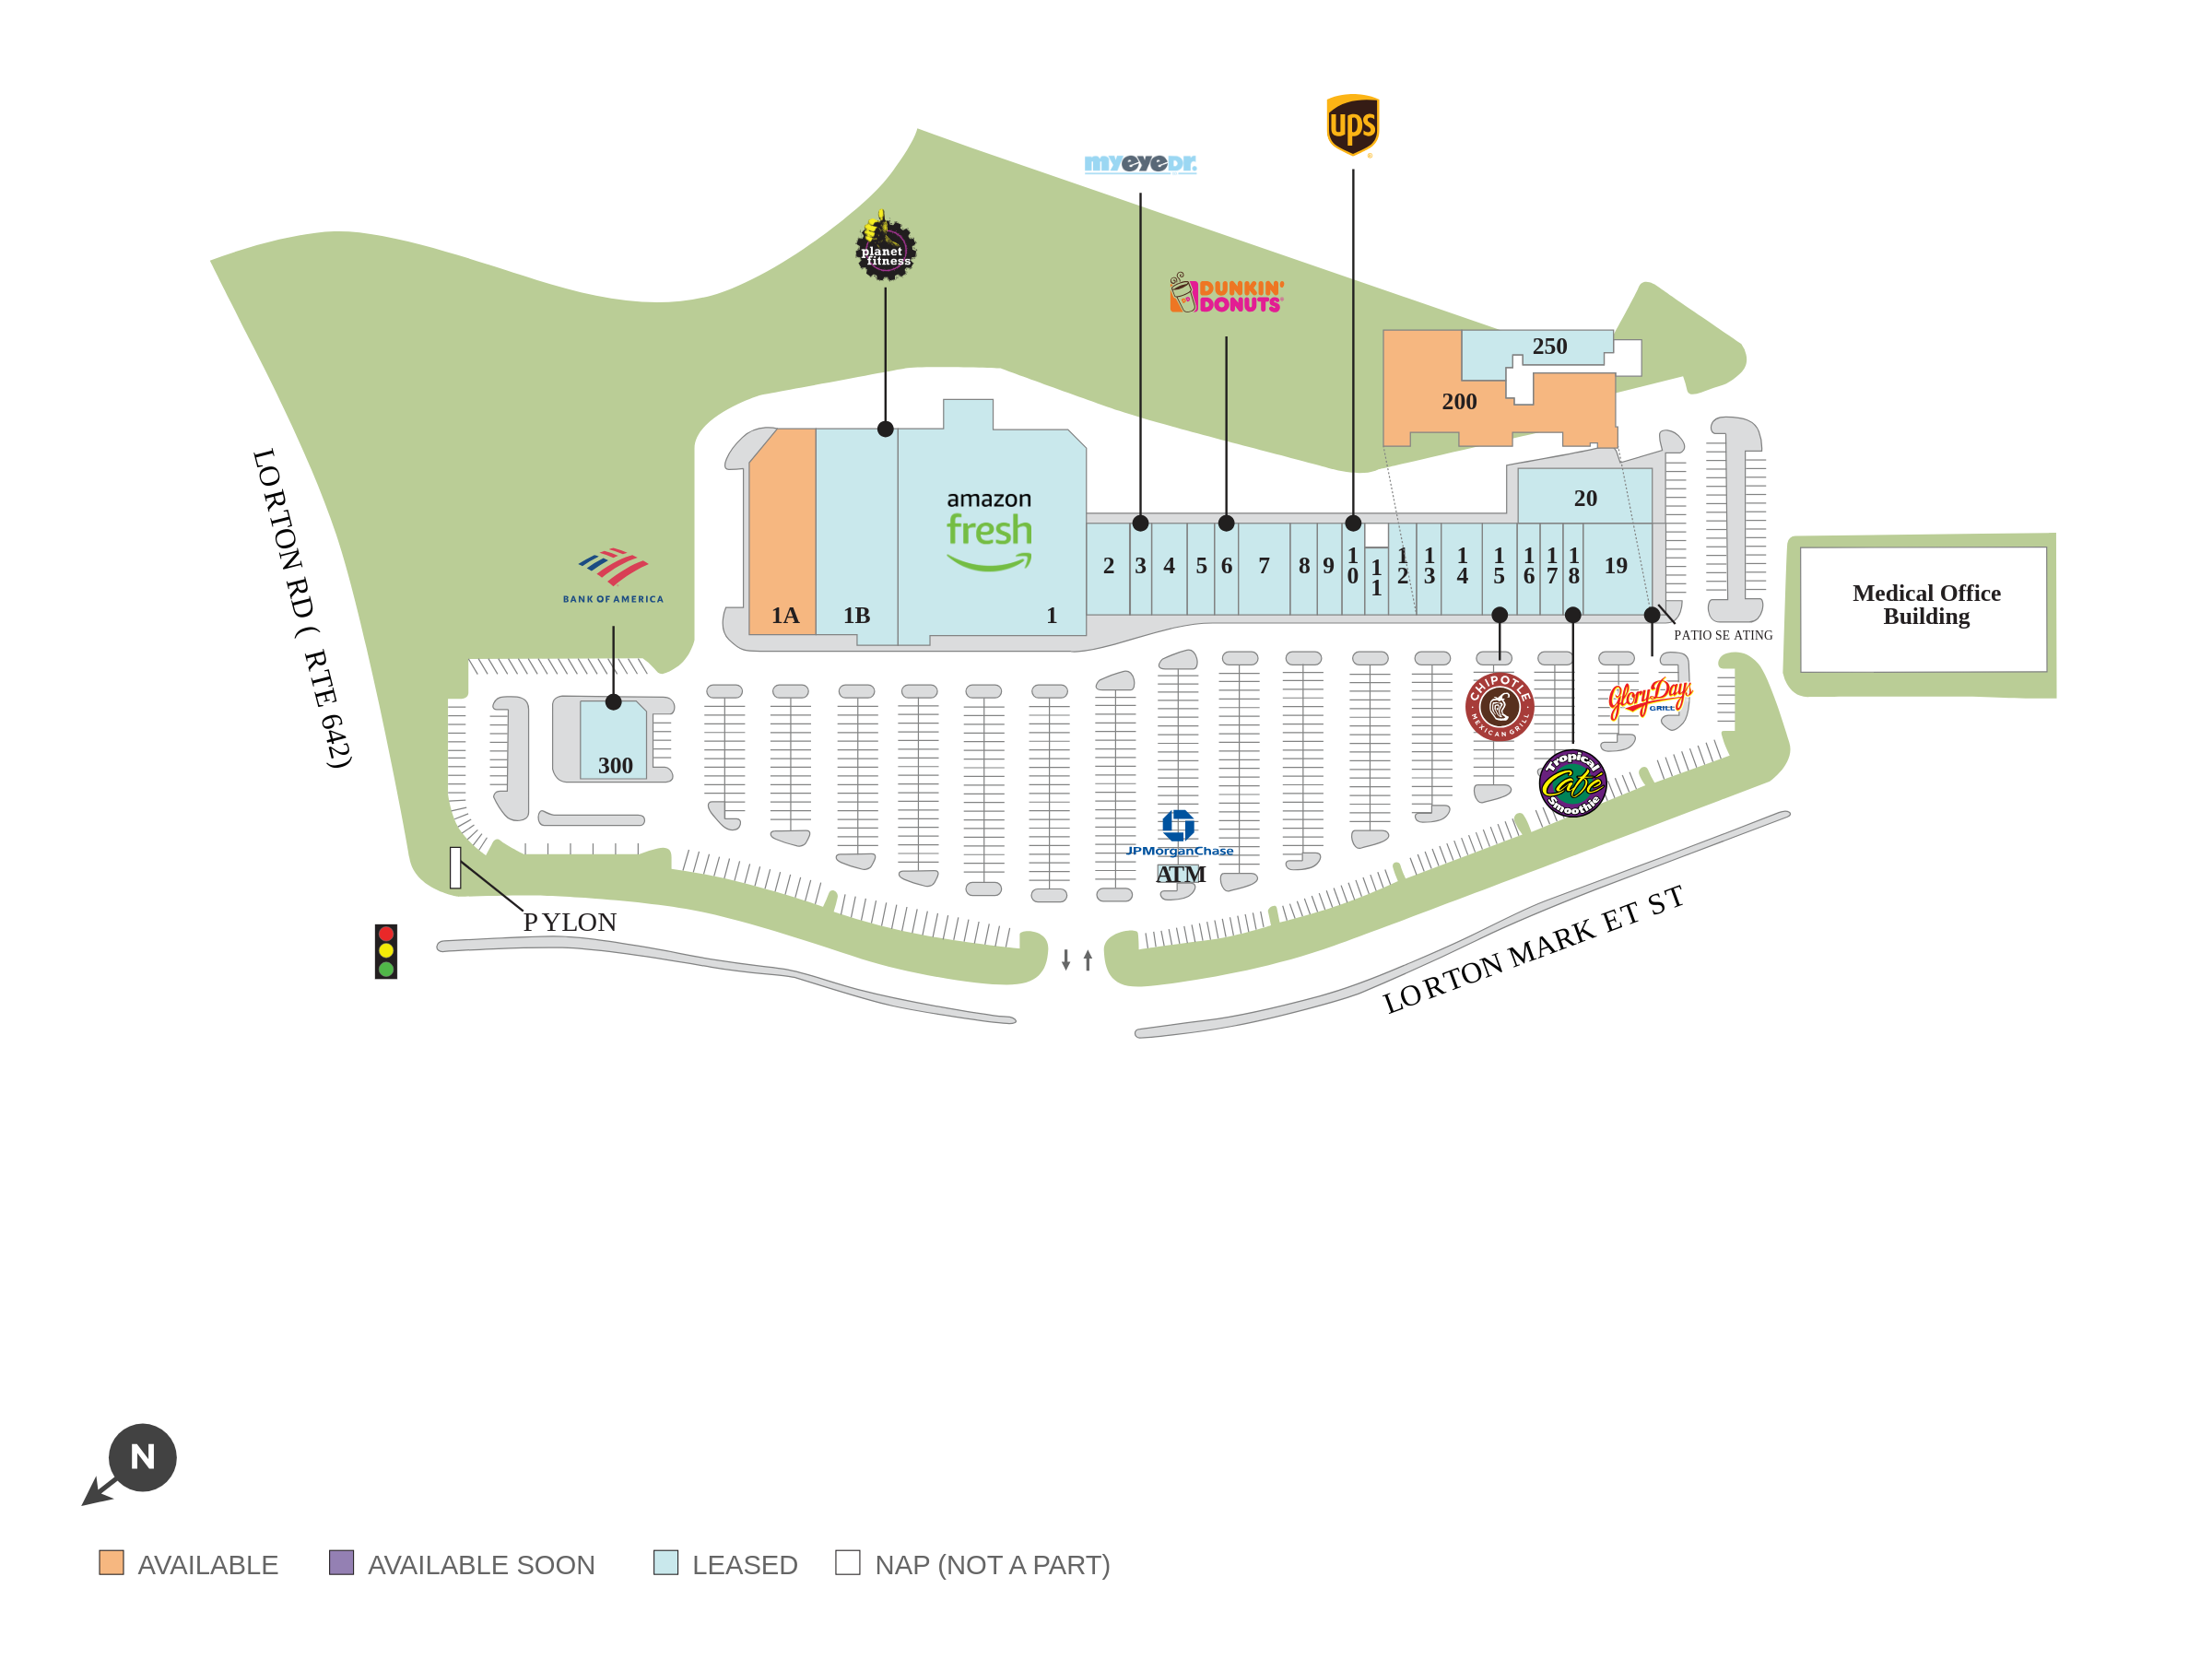 ups
myeyeDr.
planet
fitness
DUNKIN'
DONUTS
250
200
amazon
fresh
20
1A
1B
1
2
3
4
5
6
7
8
9
10
11
12
13
14
15
16
17
18
19
Medical Office
Building
PATIO SE ATING
LORTON RD ( RTE 642)
BANK OF AMERICA
300
CHIPOTLE
MEXICAN GRILL
Glory Days
GRILL
Tropical
Café
Smoothie
JPMorganChase
ATM
P YLON
LORTON MARK ET ST
N
AVAILABLE
AVAILABLE SOON
LEASED
NAP (NOT A PART)